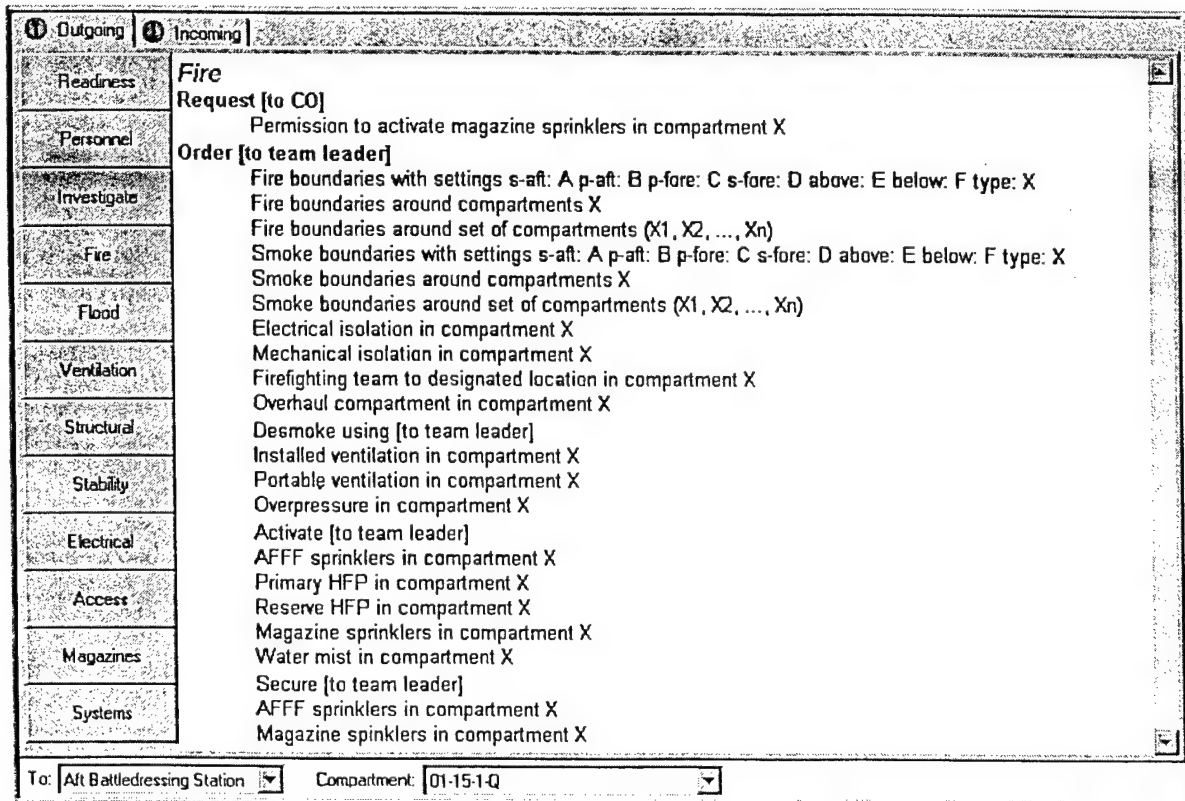 Outgoing Incoming
Readiness
Personnel
Investigate
Fire
Flood
Ventilation
Structural
Stability
Electrical
Access
Magazines
Systems
Fire
Request [to CO]
Permission to activate magazine sprinklers in compartment X
Order [to team leader]
Fire boundaries with settings s-aft: A p-aft: B p-fore: C s-fore: D above: E below: F type: X
Fire boundaries around compartments X
Fire boundaries around set of compartments (X1, X2, ..., Xn)
Smoke boundaries with settings s-aft: A p-aft: B p-fore: C s-fore: D above: E below: F type: X
Smoke boundaries around compartments X
Smoke boundaries around set of compartments (X1, X2, ..., Xn)
Electrical isolation in compartment X
Mechanical isolation in compartment X
Firefighting team to designated location in compartment X
Overhaul compartment in compartment X
Desmoke using [to team leader]
Installed ventilation in compartment X
Portable ventilation in compartment X
Overpressure in compartment X
Activate [to team leader]
AFFF sprinklers in compartment X
Primary HFP in compartment X
Reserve HFP in compartment X
Magazine sprinklers in compartment X
Water mist in compartment X
Secure [to team leader]
AFFF sprinklers in compartment X
Magazine spinklers in compartment X
To: Aft Battledressing Station Compartment: 01-15-1-Q